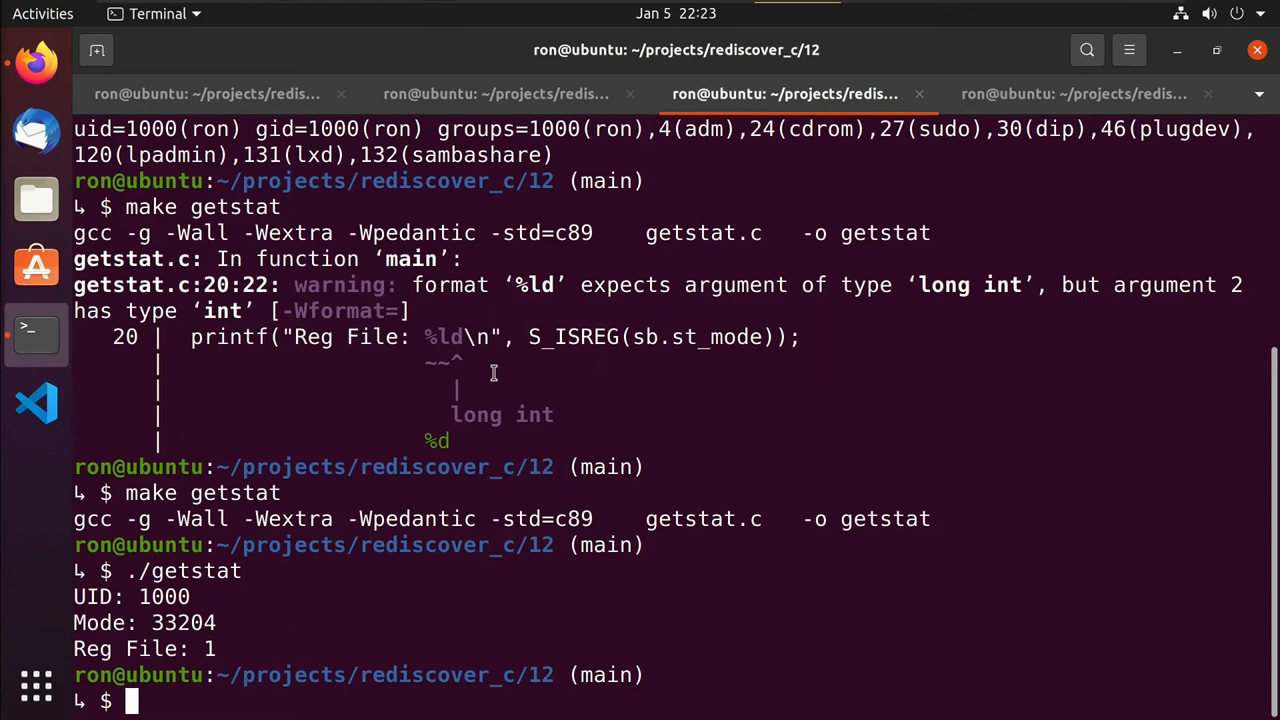 Activities Terminal Jan 5 22:23
ron@ubuntu: ~/projects/rediscover_c/12
ron@ubuntu: ~/projects/redis... × ron@ubuntu: ~/projects/redis... × ron@ubuntu: ~/projects/redis... × ron@ubuntu: ~/projects/redis... ×
uid=1000(ron) gid=1000(ron) groups=1000(ron),4(adm),24(cdrom),27(sudo),30(dip),46(plugdev),
120(lpadmin),131(lxd),132(sambashare)
ron@ubuntu:~/projects/rediscover_c/12 (main)
↳ $ make getstat
gcc -g -Wall -Wextra -Wpedantic -std=c89    getstat.c   -o getstat
getstat.c: In function ‘main’:
getstat.c:20:22: warning: format ‘%ld’ expects argument of type ‘long int’, but argument 2
has type ‘int’ [-Wformat=]
   20 |  printf("Reg File: %ld\n", S_ISREG(sb.st_mode));
      |                    ~~^
      |                      |
      |                      long int
      |                    %d
ron@ubuntu:~/projects/rediscover_c/12 (main)
↳ $ make getstat
gcc -g -Wall -Wextra -Wpedantic -std=c89    getstat.c   -o getstat
ron@ubuntu:~/projects/rediscover_c/12 (main)
↳ $ ./getstat
UID: 1000
Mode: 33204
Reg File: 1
ron@ubuntu:~/projects/rediscover_c/12 (main)
↳ $